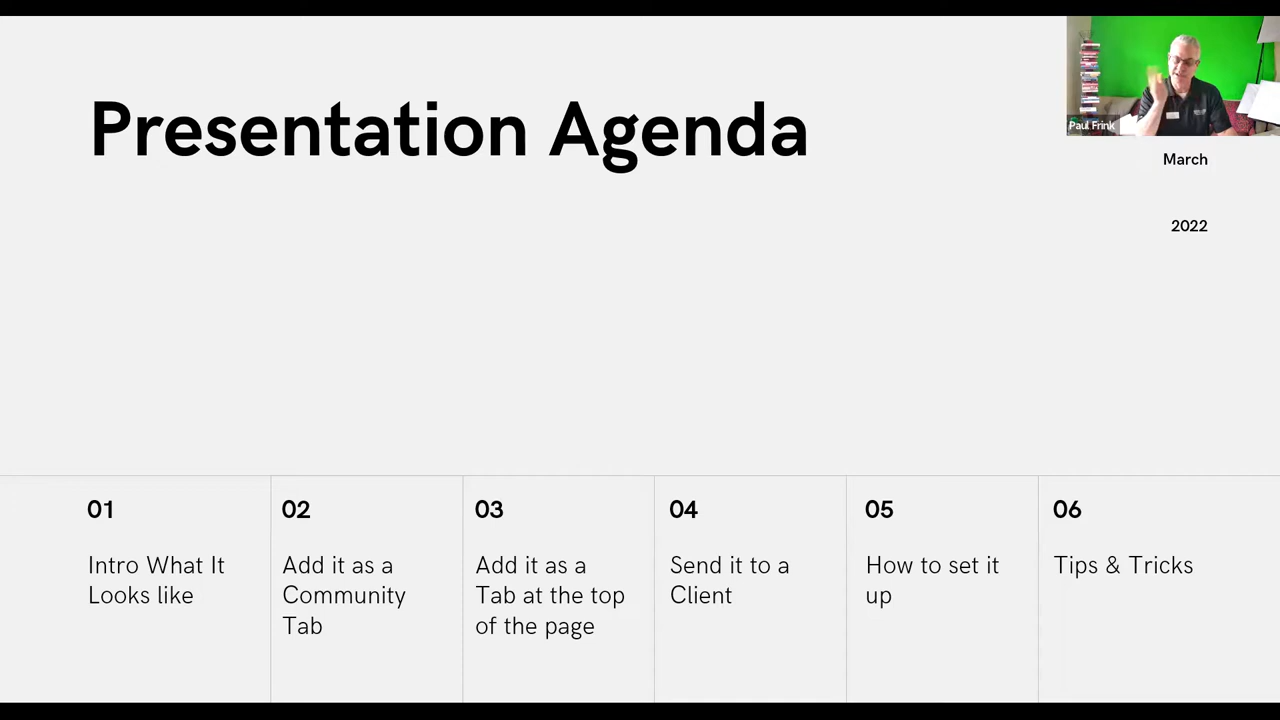 Presentation Agenda
Paul Frink
March
2022
01
Intro What It
Looks like
02
Add it as a
Community
Tab
03
Add it as a
Tab at the top
of the page
04
Send it to a
Client
05
How to set it
up
06
Tips & Tricks